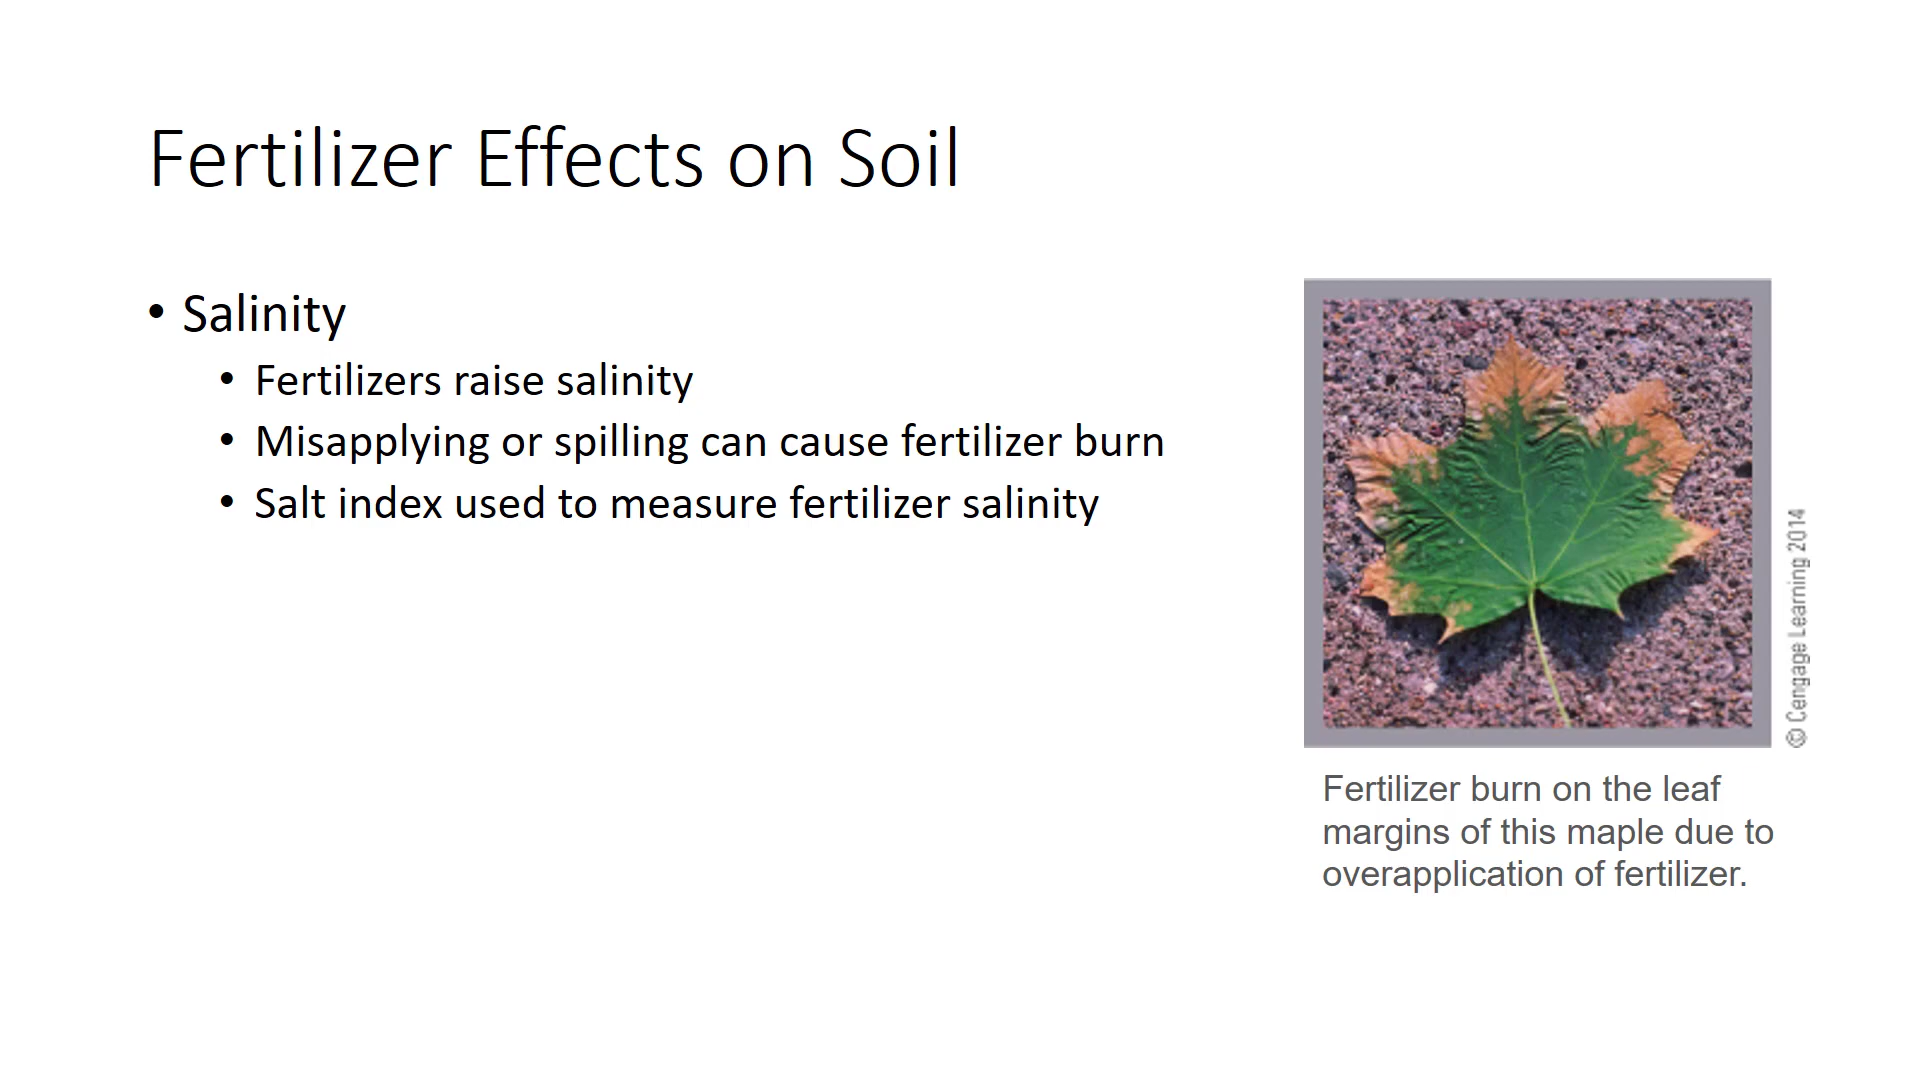 Fertilizer Effects on Soil
• Salinity
• Fertilizers raise salinity
• Misapplying or spilling can cause fertilizer burn
• Salt index used to measure fertilizer salinity
© Cengage Learning 2014
Fertilizer burn on the leaf
margins of this maple due to
overapplication of fertilizer.